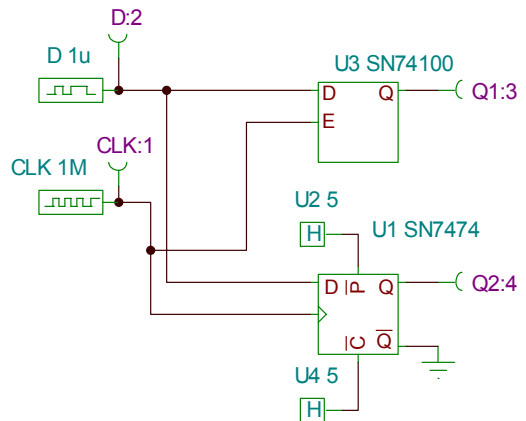 D:2
D 1u
U3 SN74100
D Q
Q1:3
E
CLK:1
CLK 1M
U2 5
H
U1 SN7474
D P Q
Q2:4
C Q
U4 5
H